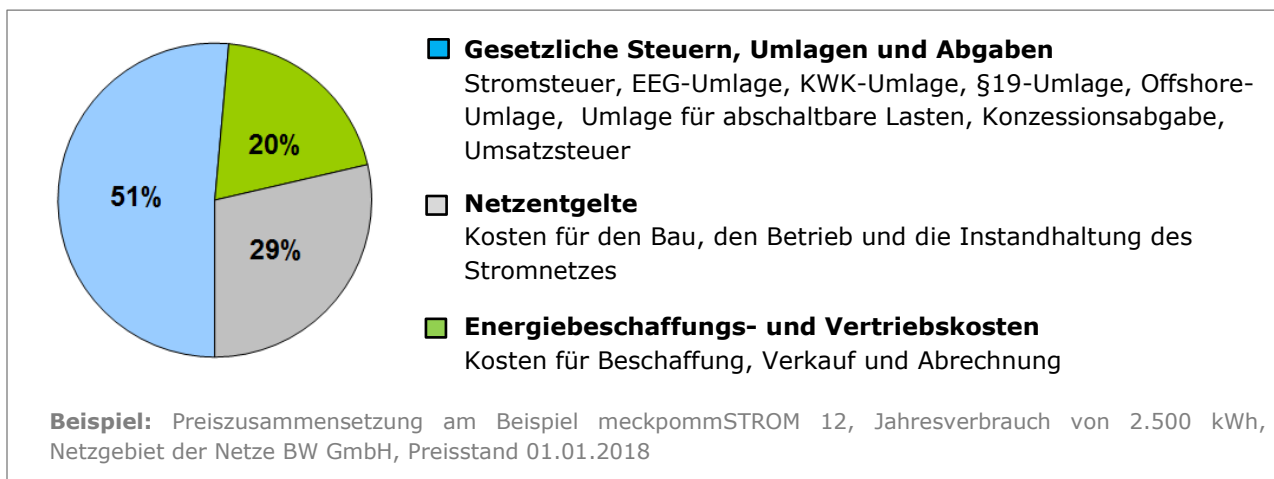 51%
20%
29%
Gesetzliche Steuern, Umlagen und Abgaben
Stromsteuer, EEG-Umlage, KWK-Umlage, §19-Umlage, Offshore-
Umlage, Umlage für abschaltbare Lasten, Konzessionsabgabe,
Umsatzsteuer
Netzentgelte
Kosten für den Bau, den Betrieb und die Instandhaltung des
Stromnetzes
Energiebeschaffungs- und Vertriebskosten
Kosten für Beschaffung, Verkauf und Abrechnung
Beispiel: Preiszusammensetzung am Beispiel meckpommSTROM 12, Jahresverbrauch von 2.500 kWh,
Netzgebiet der Netze BW GmbH, Preisstand 01.01.2018